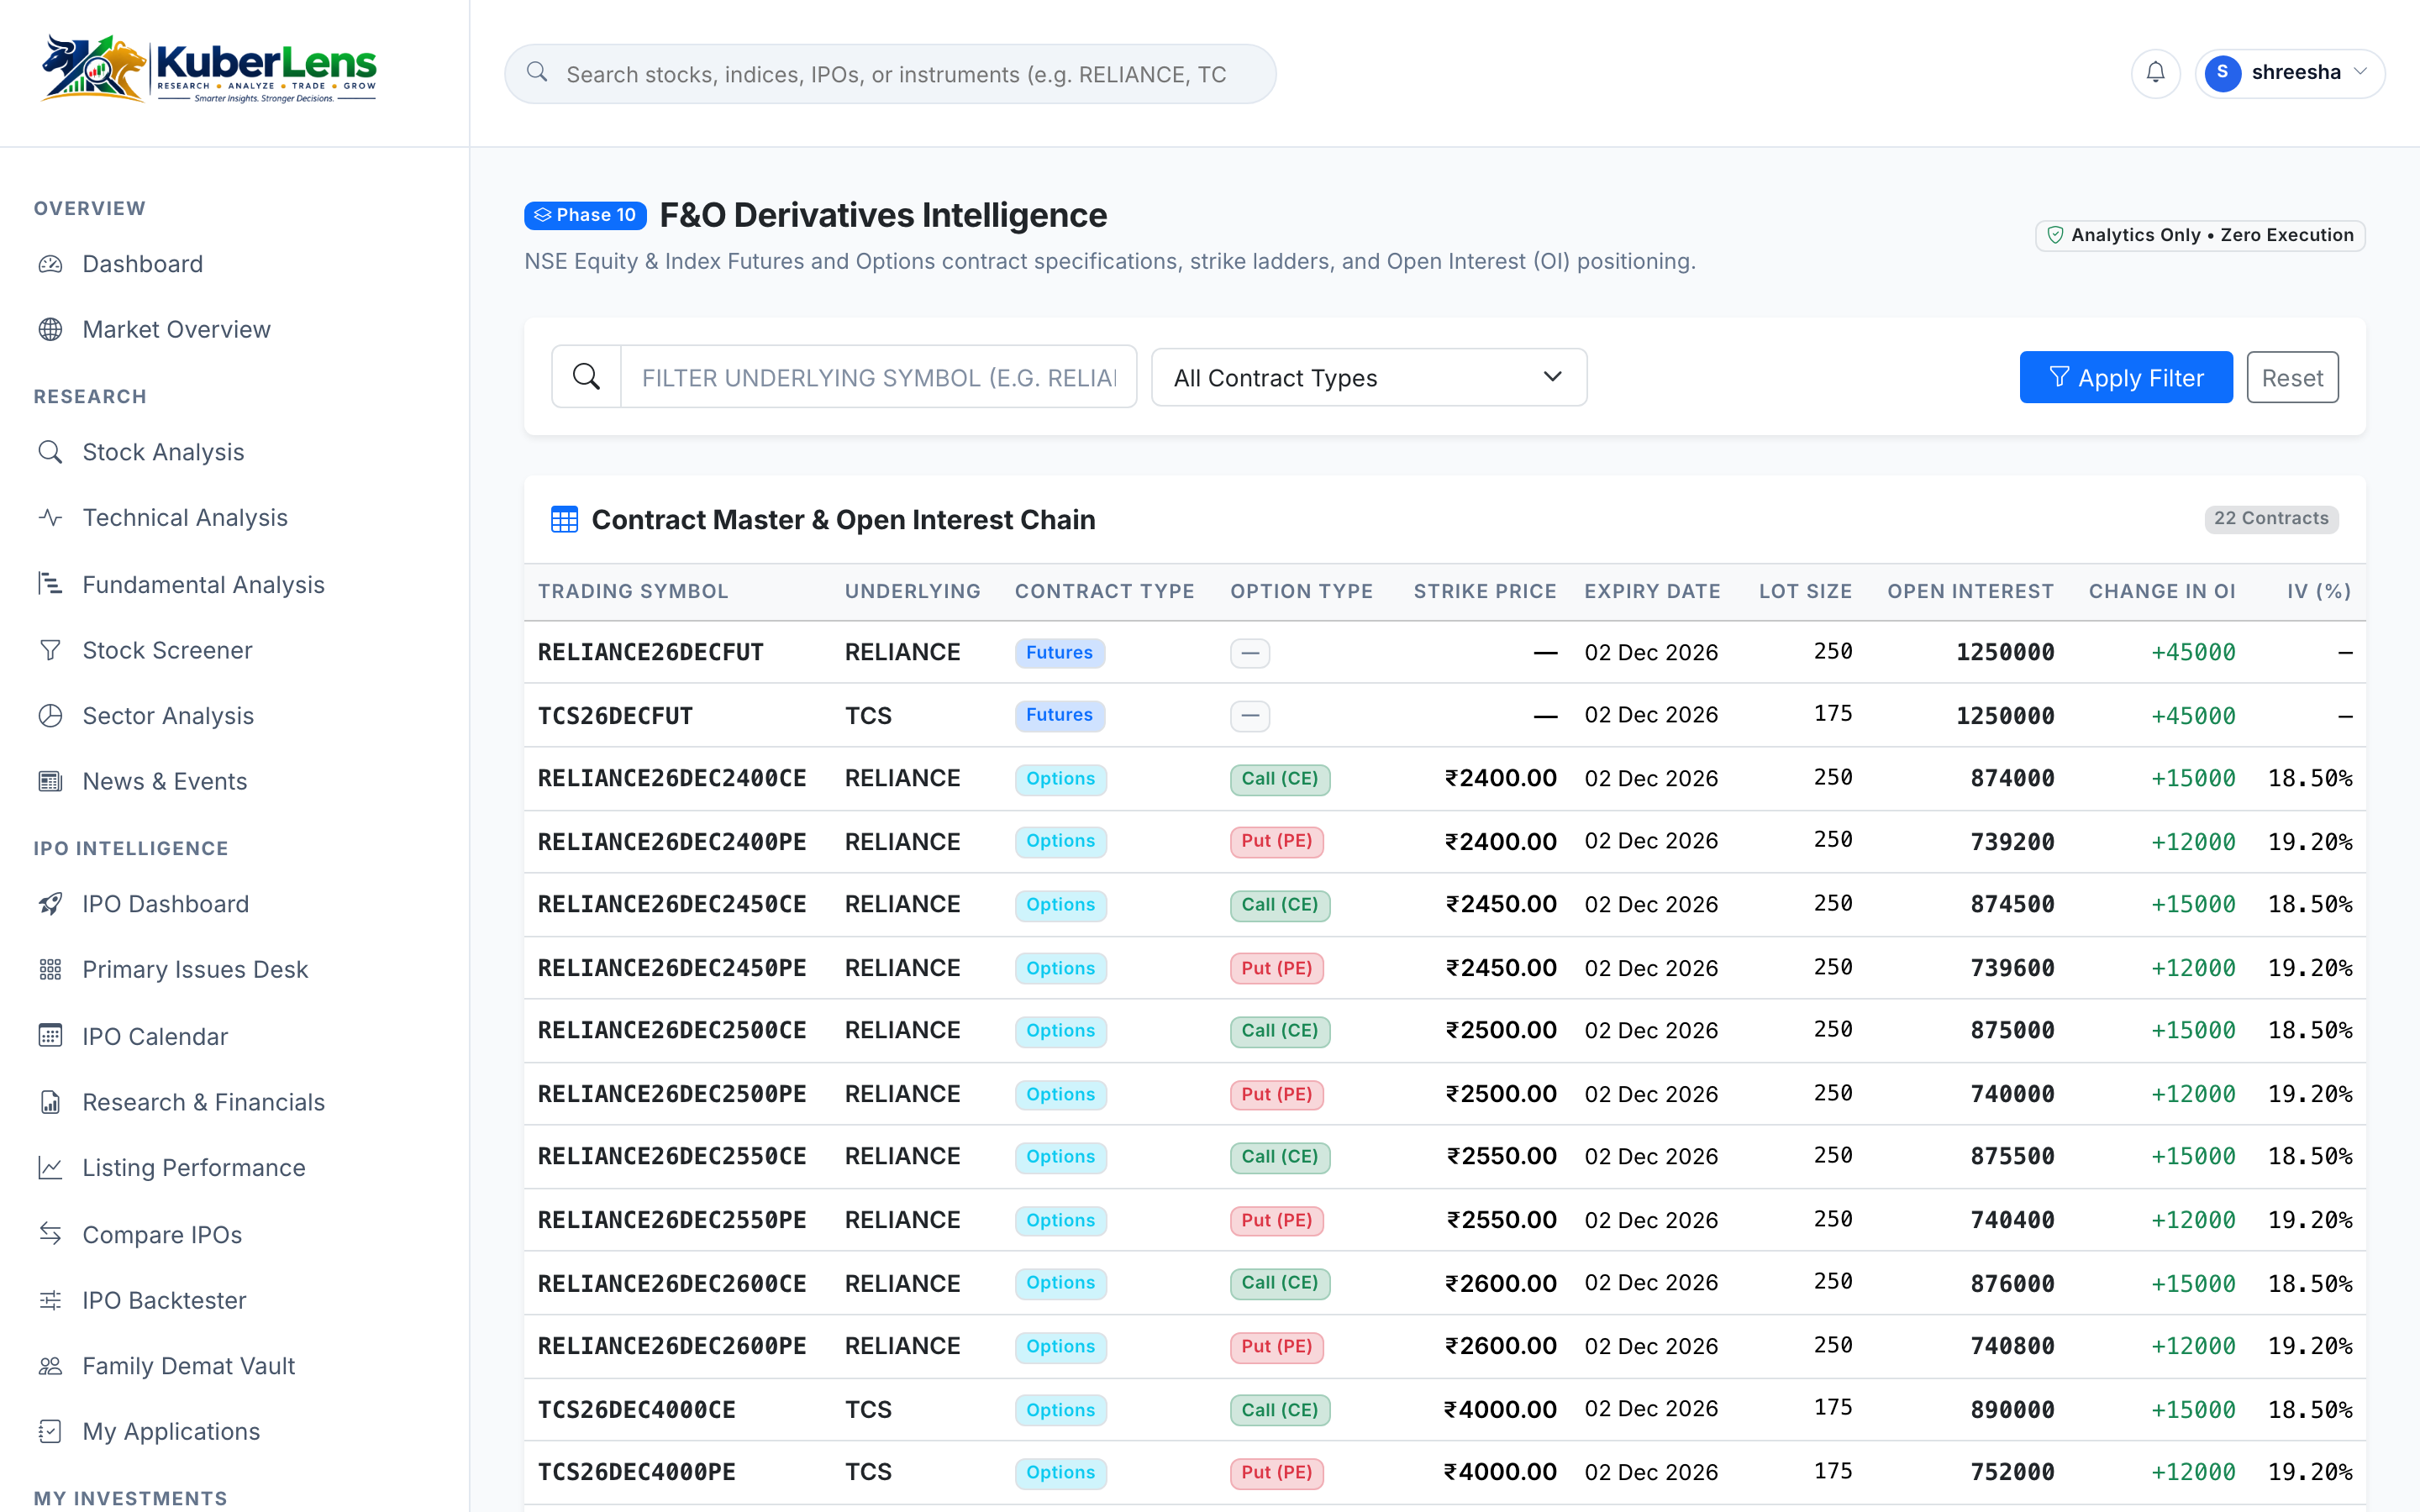 KuberLens
RESEARCH • ANALYZE • TRADE • GROW
Smarter Insights. Stronger Decisions.
Search stocks, indices, IPOs, or instruments (e.g. RELIANCE, TC
S shreesha
OVERVIEW
Dashboard
Market Overview
RESEARCH
Stock Analysis
Technical Analysis
Fundamental Analysis
Stock Screener
Sector Analysis
News & Events
IPO INTELLIGENCE
IPO Dashboard
Primary Issues Desk
IPO Calendar
Research & Financials
Listing Performance
Compare IPOs
IPO Backtester
Family Demat Vault
My Applications
MY INVESTMENTS
Phase 10 F&O Derivatives Intelligence
NSE Equity & Index Futures and Options contract specifications, strike ladders, and Open Interest (OI) positioning.
Analytics Only • Zero Execution
FILTER UNDERLYING SYMBOL (E.G. RELIA
All Contract Types
Apply Filter
Reset
Contract Master & Open Interest Chain
22 Contracts
TRADING SYMBOL UNDERLYING CONTRACT TYPE OPTION TYPE STRIKE PRICE EXPIRY DATE LOT SIZE OPEN INTEREST CHANGE IN OI IV (%)
RELIANCE26DECFUT RELIANCE Futures — — 02 Dec 2026 250 1250000 +45000 —
TCS26DECFUT TCS Futures — — 02 Dec 2026 175 1250000 +45000 —
RELIANCE26DEC2400CE RELIANCE Options Call (CE) ₹2400.00 02 Dec 2026 250 874000 +15000 18.50%
RELIANCE26DEC2400PE RELIANCE Options Put (PE) ₹2400.00 02 Dec 2026 250 739200 +12000 19.20%
RELIANCE26DEC2450CE RELIANCE Options Call (CE) ₹2450.00 02 Dec 2026 250 874500 +15000 18.50%
RELIANCE26DEC2450PE RELIANCE Options Put (PE) ₹2450.00 02 Dec 2026 250 739600 +12000 19.20%
RELIANCE26DEC2500CE RELIANCE Options Call (CE) ₹2500.00 02 Dec 2026 250 875000 +15000 18.50%
RELIANCE26DEC2500PE RELIANCE Options Put (PE) ₹2500.00 02 Dec 2026 250 740000 +12000 19.20%
RELIANCE26DEC2550CE RELIANCE Options Call (CE) ₹2550.00 02 Dec 2026 250 875500 +15000 18.50%
RELIANCE26DEC2550PE RELIANCE Options Put (PE) ₹2550.00 02 Dec 2026 250 740400 +12000 19.20%
RELIANCE26DEC2600CE RELIANCE Options Call (CE) ₹2600.00 02 Dec 2026 250 876000 +15000 18.50%
RELIANCE26DEC2600PE RELIANCE Options Put (PE) ₹2600.00 02 Dec 2026 250 740800 +12000 19.20%
TCS26DEC4000CE TCS Options Call (CE) ₹4000.00 02 Dec 2026 175 890000 +15000 18.50%
TCS26DEC4000PE TCS Options Put (PE) ₹4000.00 02 Dec 2026 175 752000 +12000 19.20%